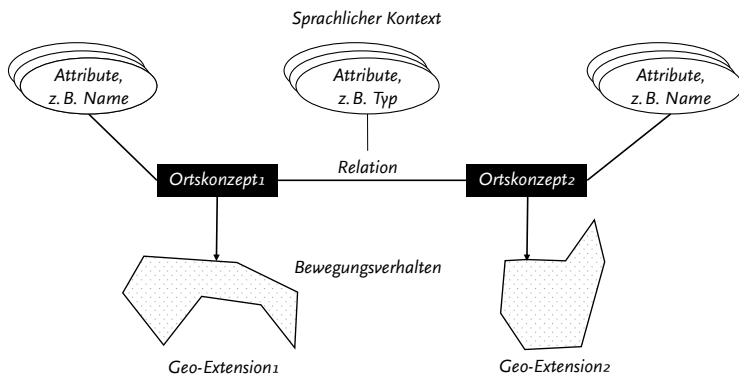 Sprachlicher Kontext
Attribute,
z. B. Name
Attribute,
z. B. Typ
Attribute,
z. B. Name
Ortskonzept1
Relation
Ortskonzept2
Bewegungsverhalten
Geo-Extension1
Geo-Extension2